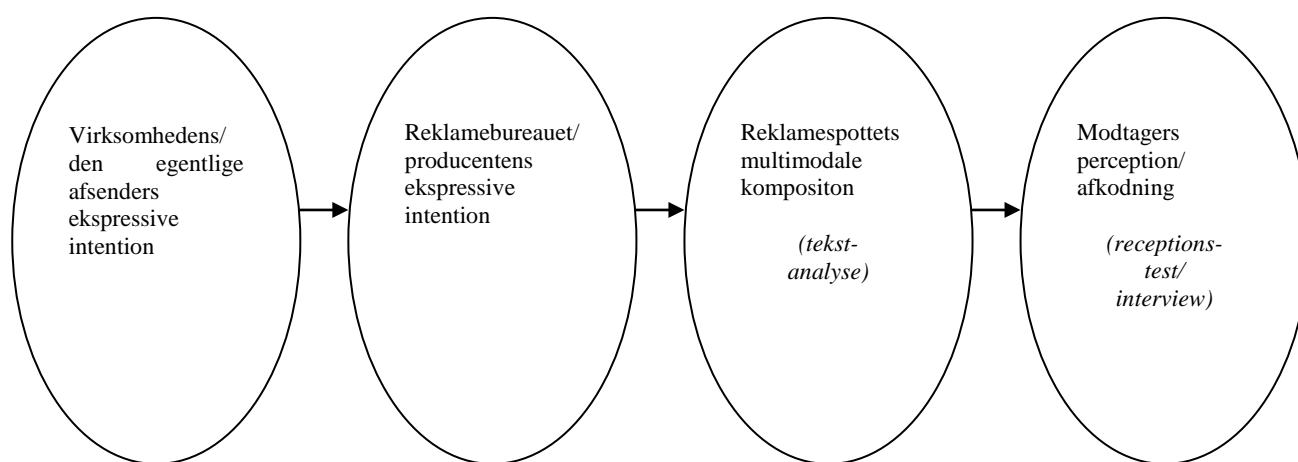 Virksomhedens/
den egentlige
afsenders
ekspressive
intention
Reklamebureauet/
producentens
ekspressive
intention
Reklamespottets
multimodale
kompositon
(tekst-
analyse)
Modtagers
perception/
afkodning
(receptions-
test/
interview)